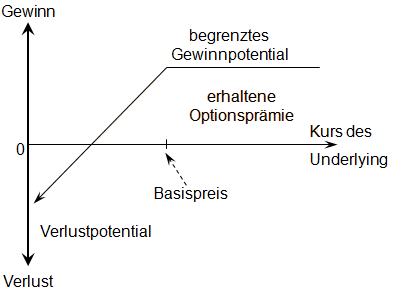 Gewinn
begrenztes
Gewinnpotential
erhaltene
Optionsprämie
Kurs des
Underlying
0
Basispreis
Verlustpotential
Verlust